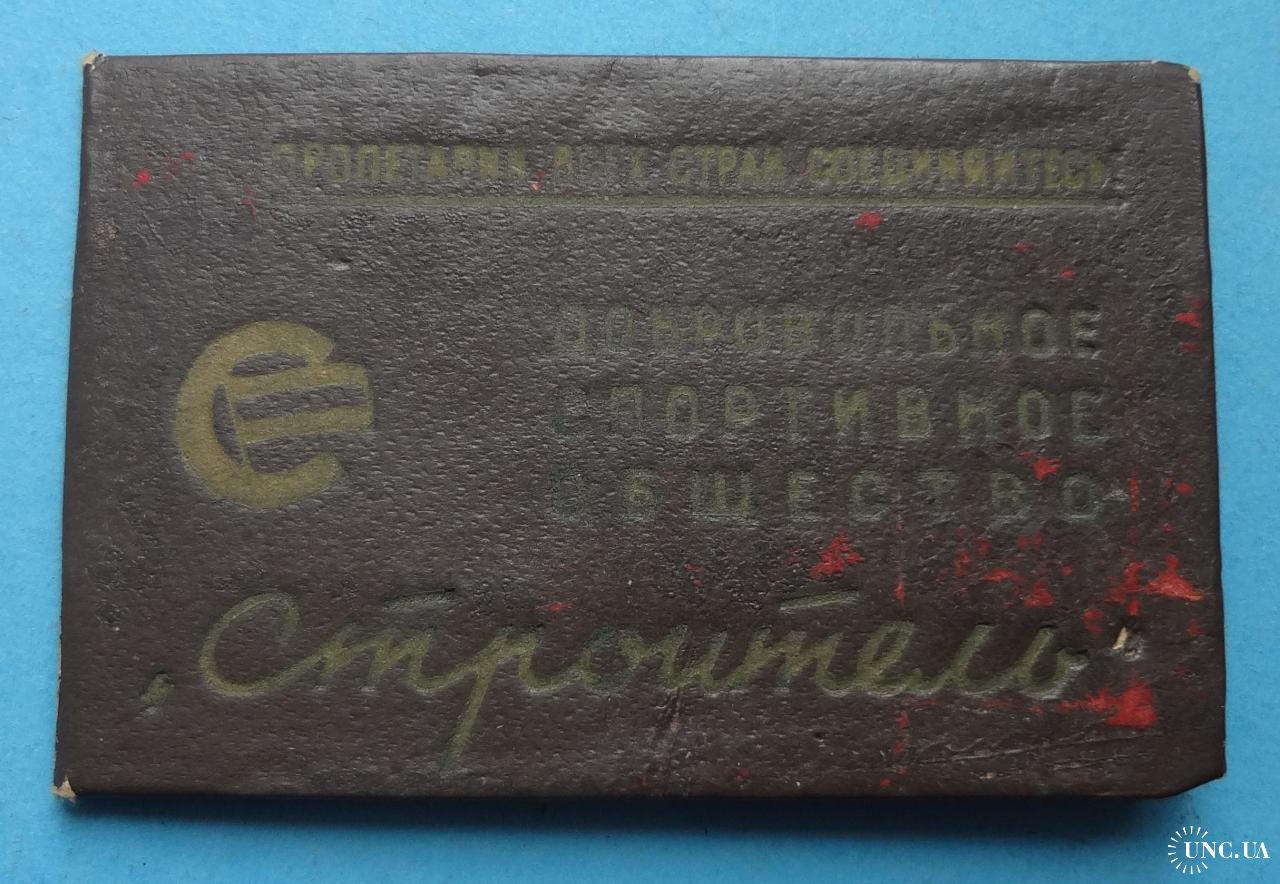 ПРОЛЕТАРИИ ВСЕХ СТРАН, СОЕДИНЯЙТЕСЬ
ДОБРОВОЛЬНОЕ
СПОРТИВНОЕ
ОБЩЕСТВО
„Строитель"
UNC.UA